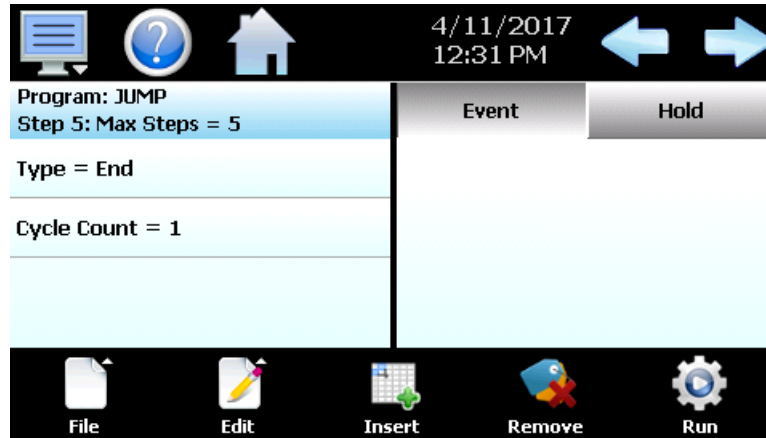 4/11/2017
12:31 PM
Program: JUMP
Step 5: Max Steps = 5
Type = End
Cycle Count = 1
Event
Hold
File
Edit
Insert
Remove
Run